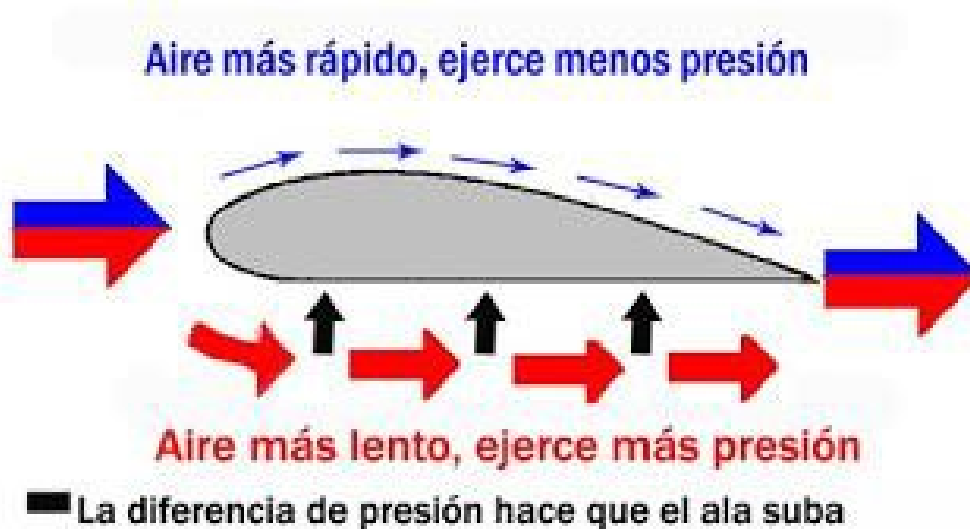 Aire más rápido, ejerce menos presión
Aire más lento, ejerce más presión
La diferencia de presión hace que el ala suba